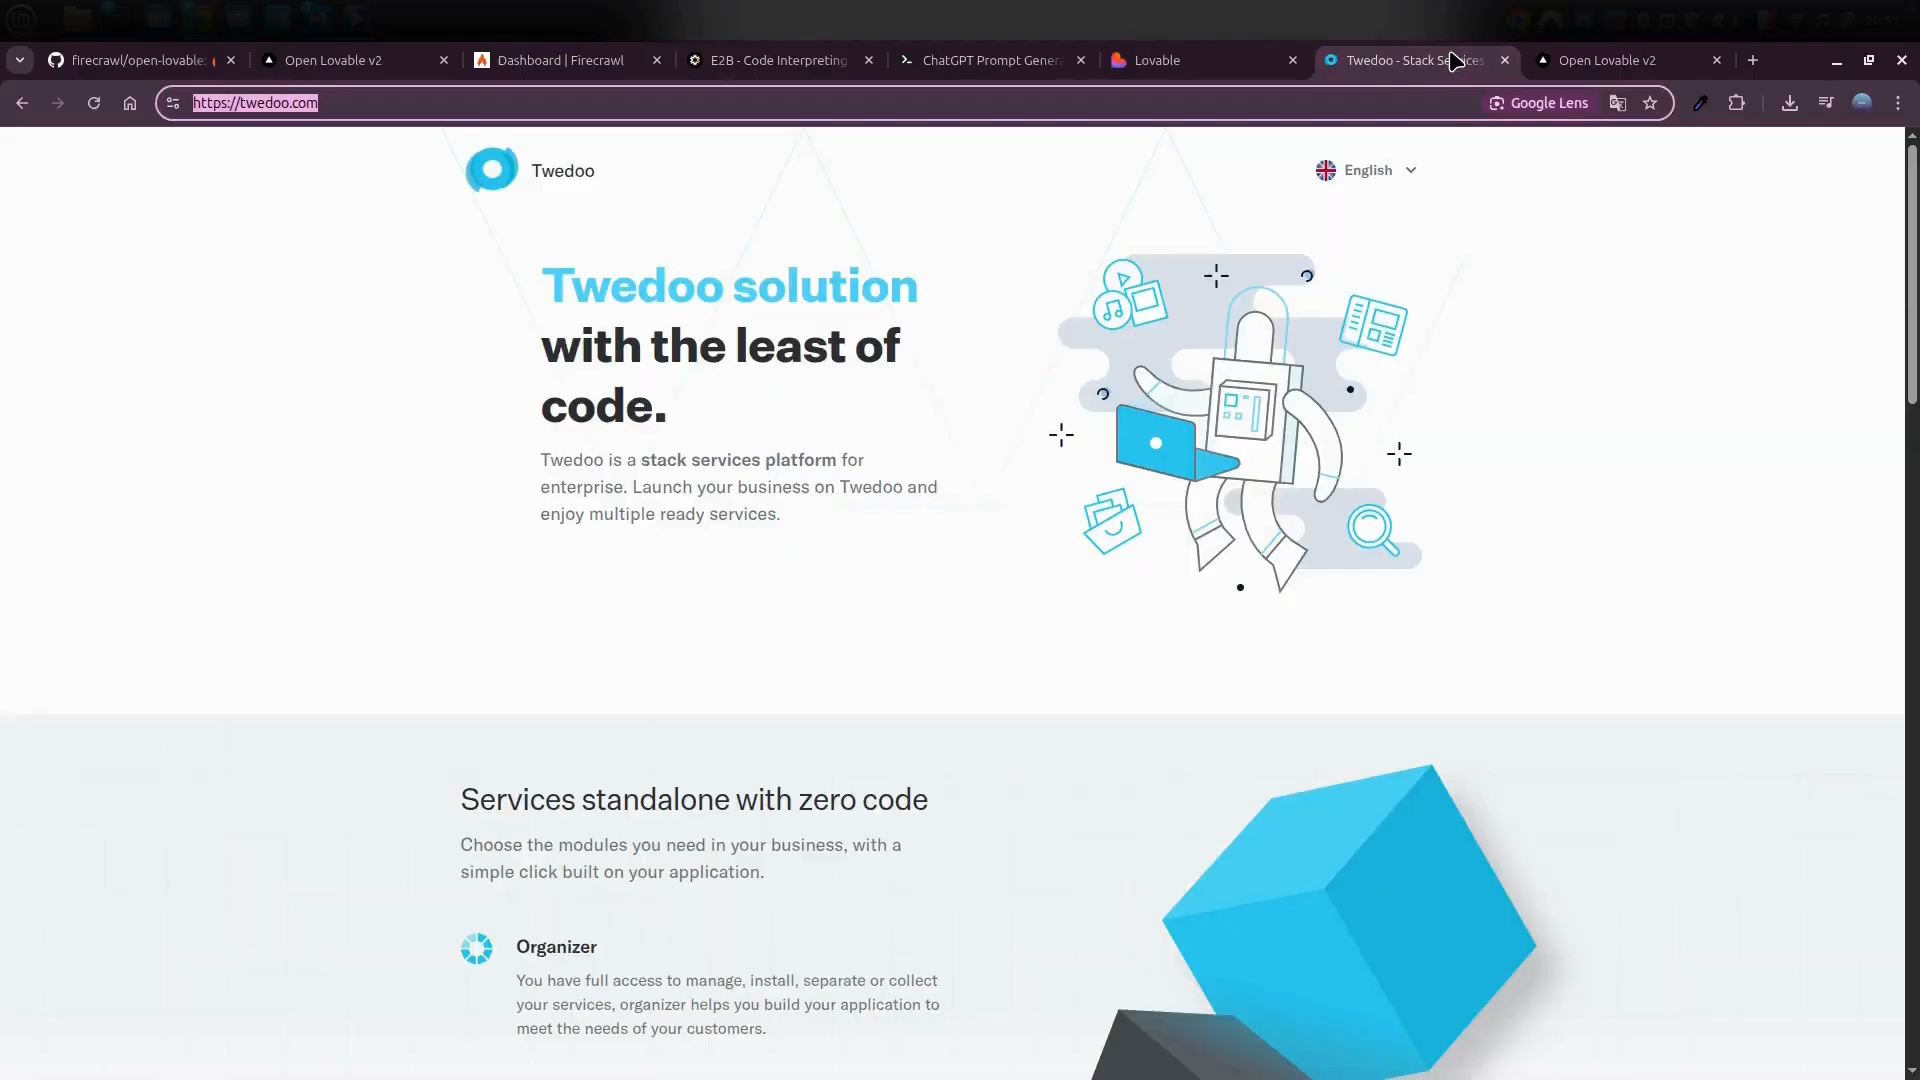 firecrawl/open-lovable:
Open Lovable v2
Dashboard | Firecrawl
E2B - Code Interpreting
ChatGPT Prompt Gener
Lovable
Twedoo - Stack Services
Open Lovable v2
https://twedoo.com
Google Lens
Twedoo
English
Twedoo solution
with the least of
code.
Twedoo is a stack services platform for
enterprise. Launch your business on Twedoo and
enjoy multiple ready services.
Services standalone with zero code
Choose the modules you need in your business, with a
simple click built on your application.
Organizer
You have full access to manage, install, separate or collect
your services, organizer helps you build your application to
meet the needs of your customers.